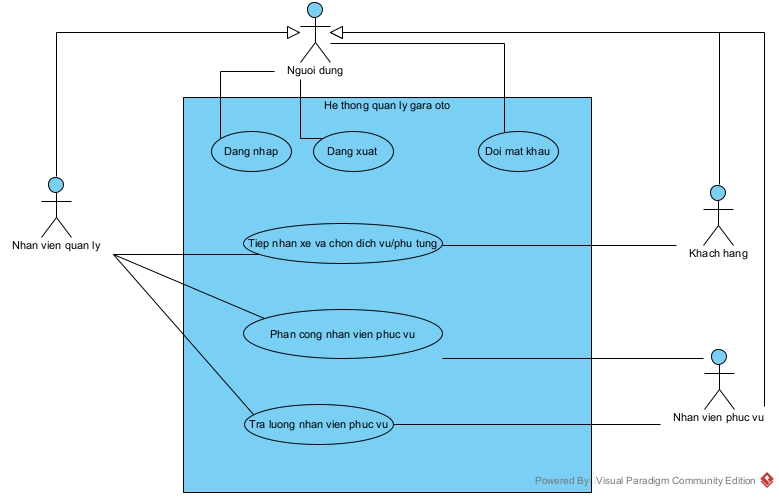 Nguoi dung
He thong quan ly gara oto
Dang nhap
Dang xuat
Doi mat khau
Nhan vien quan ly
Tiep nhan xe va chon dich vu/phu tung
Khach hang
Phan cong nhan vien phuc vu
Nhan vien phuc vu
Tra luong nhan vien phuc vu
Powered By: Visual Paradigm Community Edition